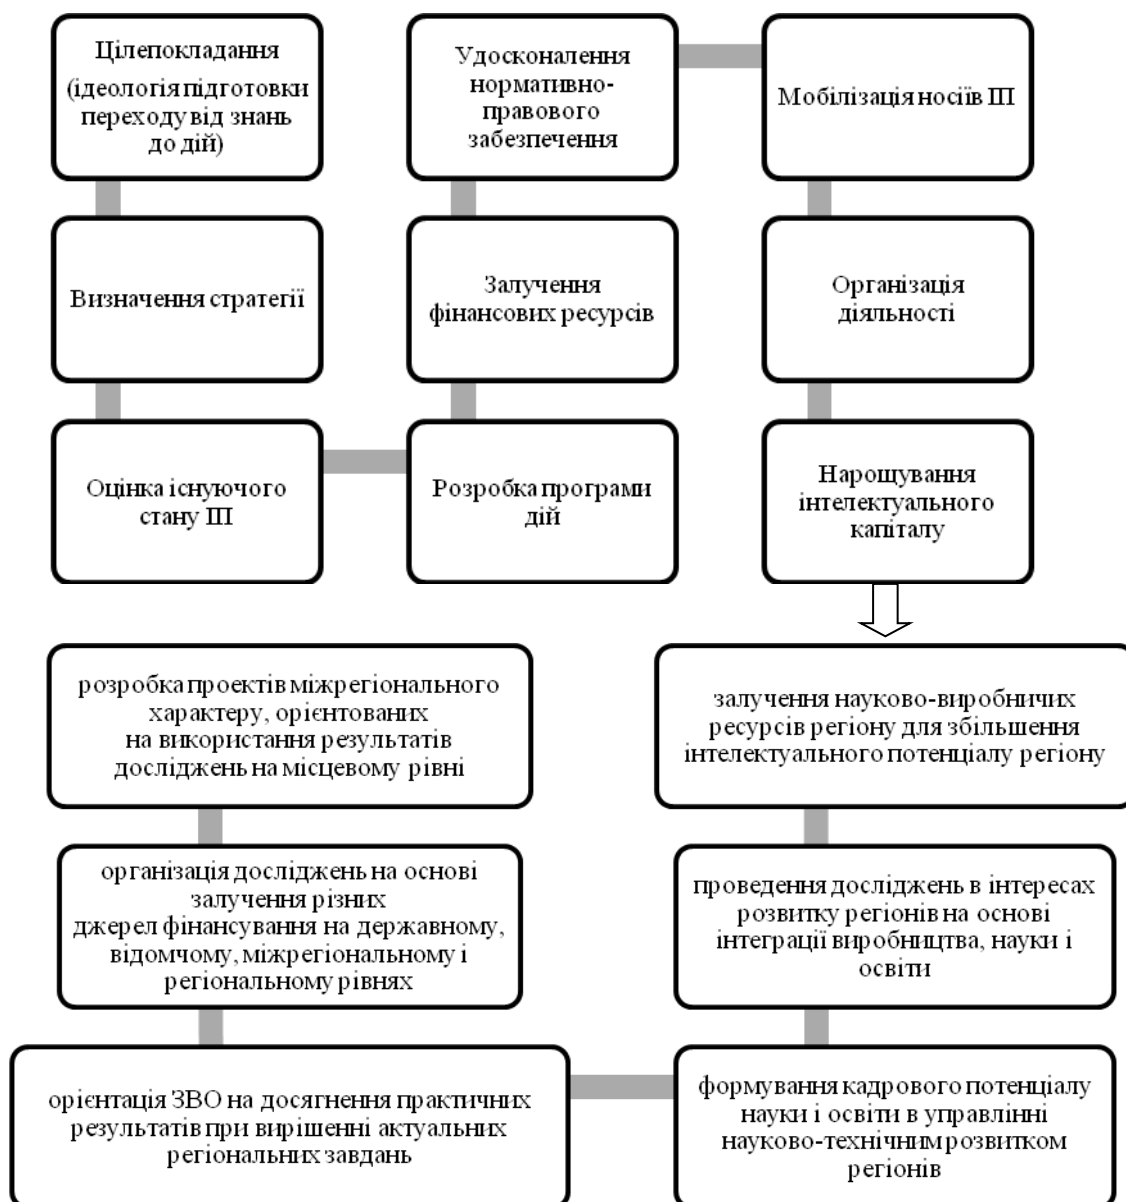 Цілепокладання
(ідеологія підготовки
переходу від знань
до дій)
Визначення стратегії
Оцінка існуючого
стану ІП
Розробка програми
дій
Залучення
фінансових ресурсів
Удосконалення
нормативно-
правового
забезпечення
Мобілізація носіїв ІП
Організація
діяльності
Нарощування
інтелектуального
капіталу
залучення науково-виробничих
ресурсів регіону для збільшення
інтелектуального потенціалу регіону
проведення досліджень в інтересах
розвитку регіонів на основі
інтеграції виробництва, науки і
освіти
формування кадрового потенціалу
науки і освіти в управлінні
науково-технічним розвитком
регіонів
орієнтація ЗВО на досягнення практичних
результатів при вирішенні актуальних
регіональних завдань
організація досліджень на основі
залучення різних
джерел фінансування на державному,
відомчому, міжрегіональному і
регіональному рівнях
розробка проектів міжрегіонального
характеру, орієнтованих
на використання результатів
досліджень на місцевому рівні